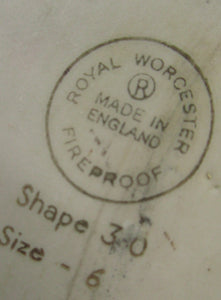 ROYAL WORCESTER
®
MADE IN
ENGLAND
FIREPROOF
Shape 30
Size - 6